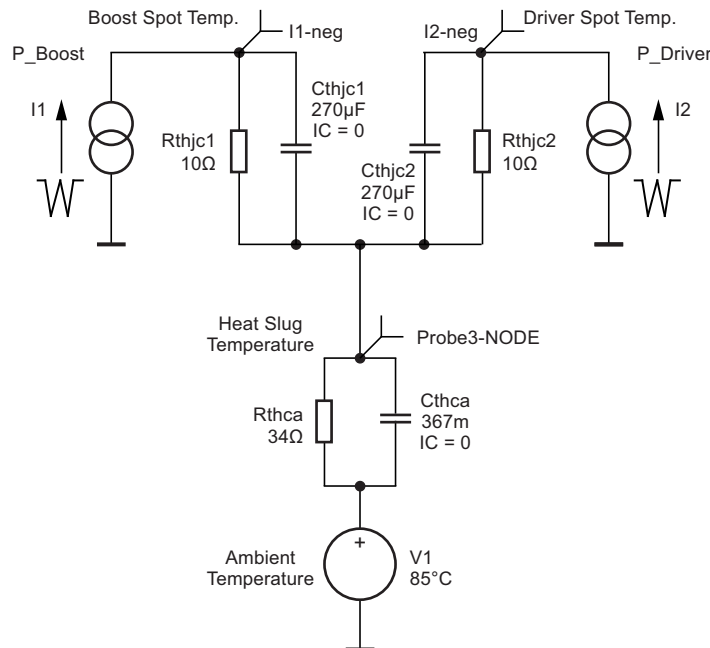 Boost Spot Temp.
I1-neg
I2-neg
Driver Spot Temp.
P_Boost
P_Driver
I1
Rthjc1
10Ω
Cthjc1
270µF
IC = 0
Cthjc2
270µF
IC = 0
Rthjc2
10Ω
I2
Heat Slug
Temperature
Probe3-NODE
Rthca
34Ω
Cthca
367m
IC = 0
+
Ambient
Temperature
V1
85°C